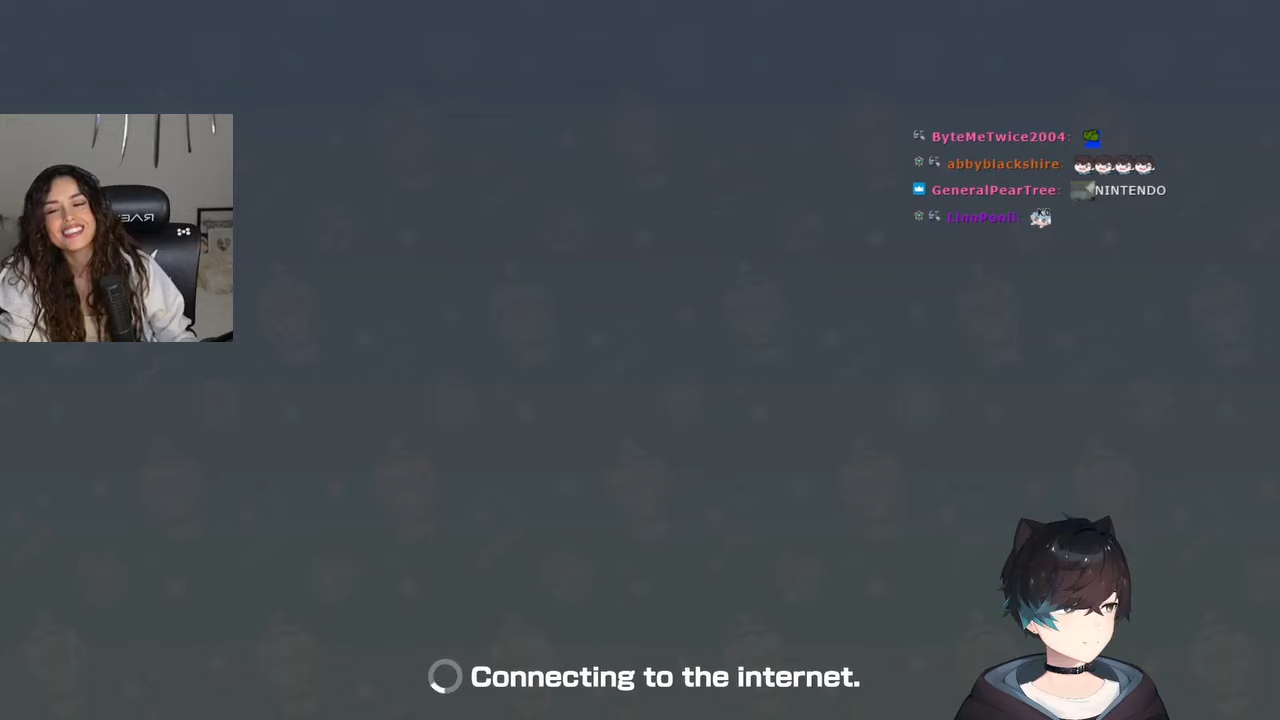 ByteMeTwice2004:
abbyblackshire:
GeneralPearTree: NINTENDO
Connecting to the internet.